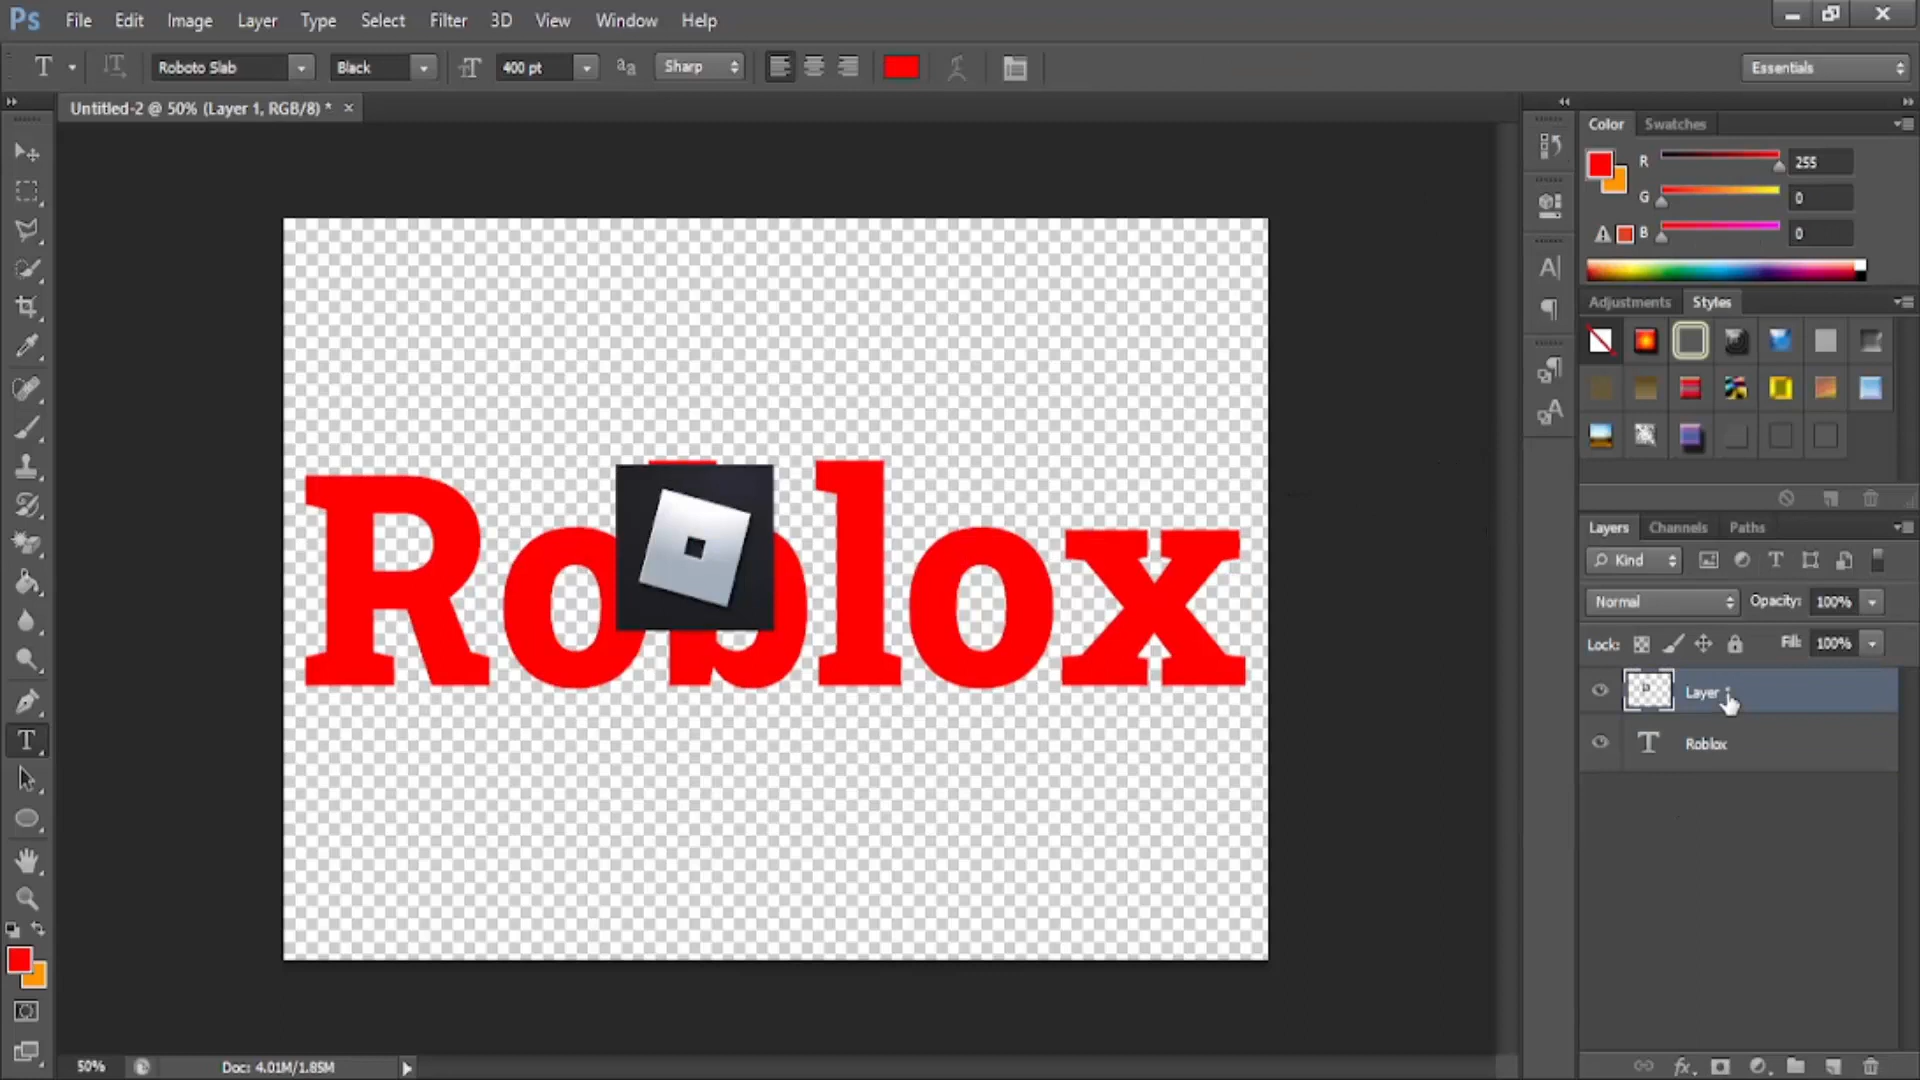 Ps File Edit Image Layer Type Select Filter 3D View Window Help
T Roboto Slab Black 400 pt aa Sharp Essentials
Untitled-2 @ 50% (Layer 1, RGB/8) * ×
Color Swatches
R 255
G 0
B 0
Adjustments Styles
Roblox
Layers Channels Paths
Kind
Normal Opacity: 100%
Lock: Fill: 100%
Layer
Roblox
50% Doc: 4.01M/1.85M